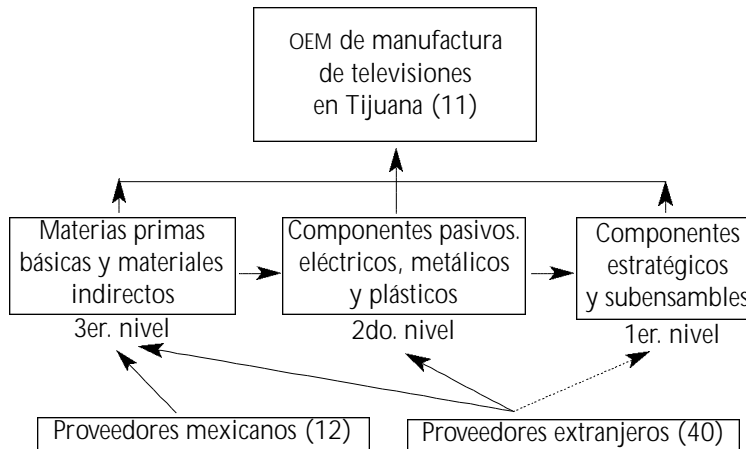 OEM de manufactura
de televisiones
en Tijuana (11)
Materias primas
básicas y materiales
indirectos
3er. nivel
Componentes pasivos.
eléctricos, metálicos
y plásticos
2do. nivel
Componentes
estratégicos
y subensambles
1er. nivel
Proveedores mexicanos (12)
Proveedores extranjeros (40)